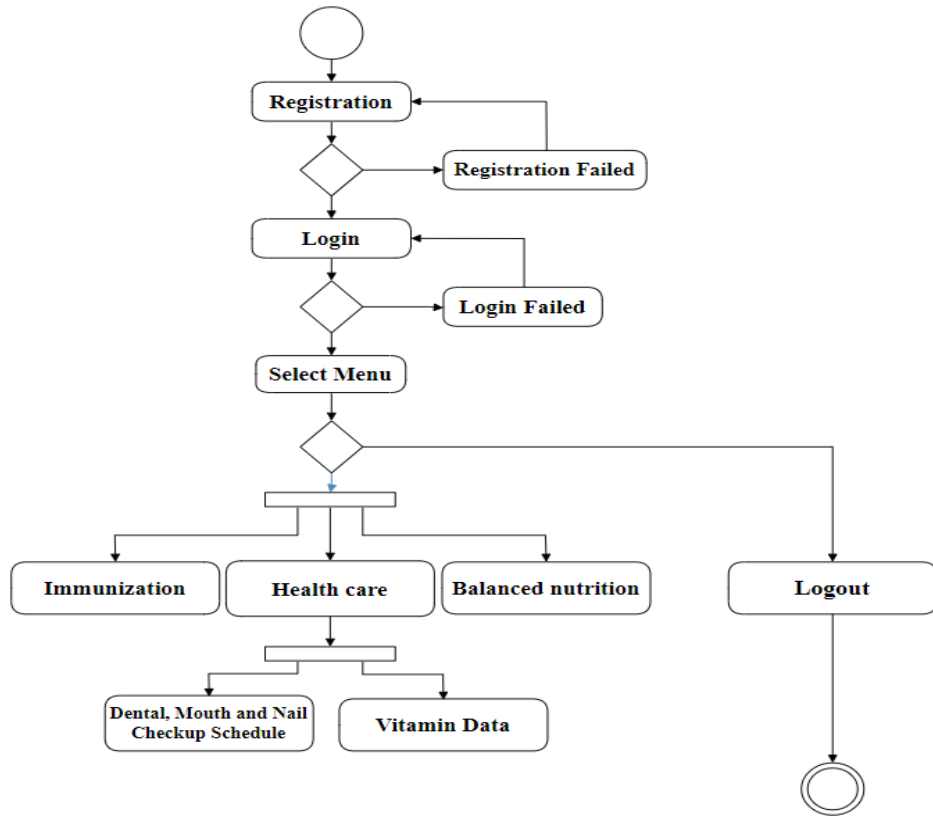 Registration
Registration Failed
Login
Login Failed
Select Menu
Immunization
Health care
Balanced nutrition
Logout
Dental, Mouth and Nail
Checkup Schedule
Vitamin Data